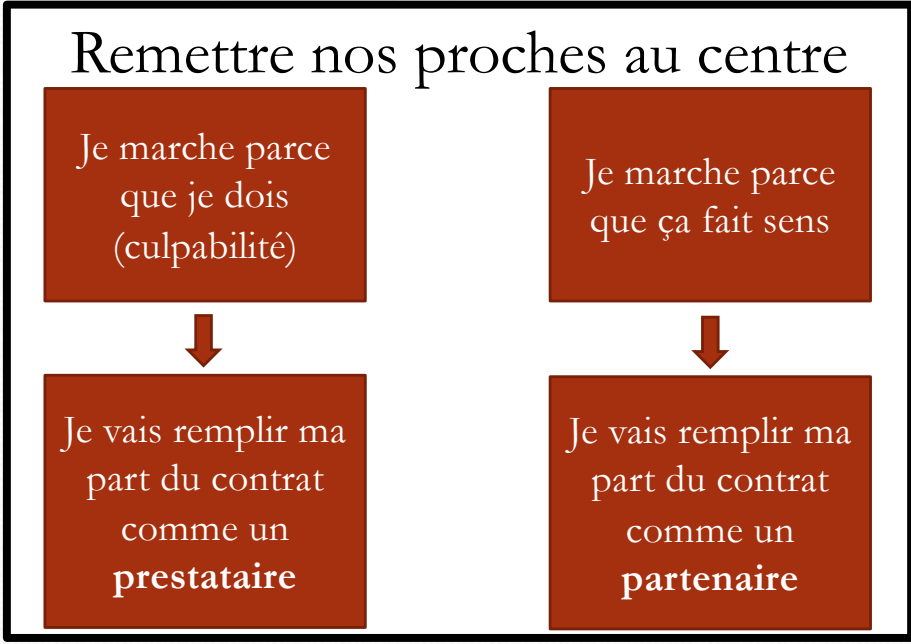 Remettre nos proches au centre
Je marche parce
que je dois
(culpabilité)
Je vais remplir ma
part du contrat
comme un
prestataire
Je marche parce
que ça fait sens
Je vais remplir ma
part du contrat
comme un
partenaire